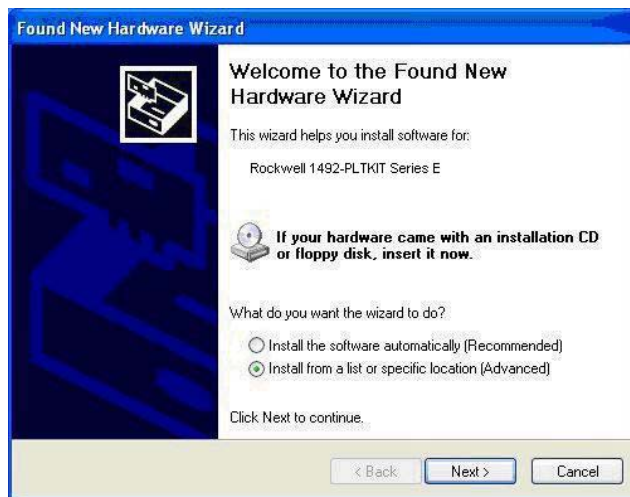 Found New Hardware Wizard
Welcome to the Found New
Hardware Wizard
This wizard helps you install software for:
Rockwell 1492-PLTKIT Series E
If your hardware came with an installation CD
or floppy disk, insert it now.
What do you want the wizard to do?
Install the software automatically (Recommended)
Install from a list or specific location (Advanced)
Click Next to continue.
< Back
Next >
Cancel